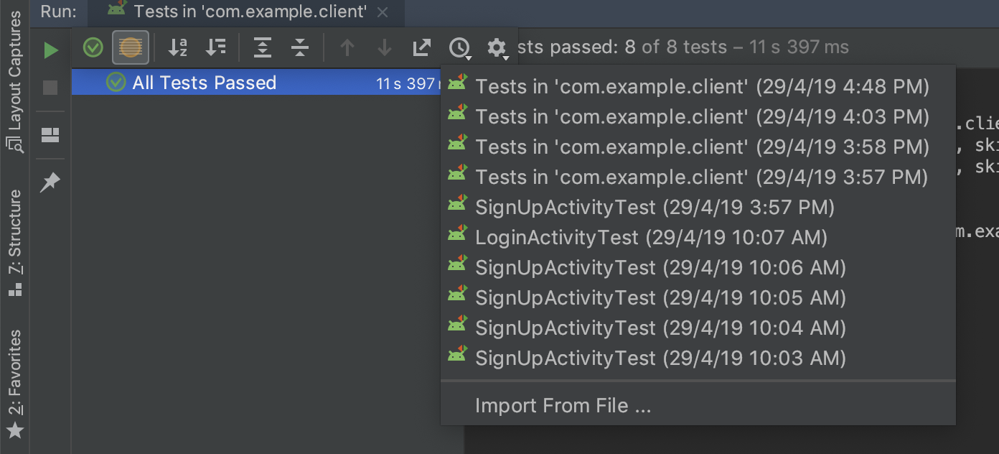 Run:
Tests in 'com.example.client'
Layout Captures
7: Structure
2: Favorites
sts passed: 8 of 8 tests – 11 s 397 ms
All Tests Passed
11 s 397
Tests in 'com.example.client' (29/4/19 4:48 PM)
Tests in 'com.example.client' (29/4/19 4:03 PM)
Tests in 'com.example.client' (29/4/19 3:58 PM)
Tests in 'com.example.client' (29/4/19 3:57 PM)
SignUpActivityTest (29/4/19 3:57 PM)
LoginActivityTest (29/4/19 10:07 AM)
SignUpActivityTest (29/4/19 10:06 AM)
SignUpActivityTest (29/4/19 10:05 AM)
SignUpActivityTest (29/4/19 10:04 AM)
SignUpActivityTest (29/4/19 10:03 AM)
Import From File ...
.clie
, ski
, ski
m.exa